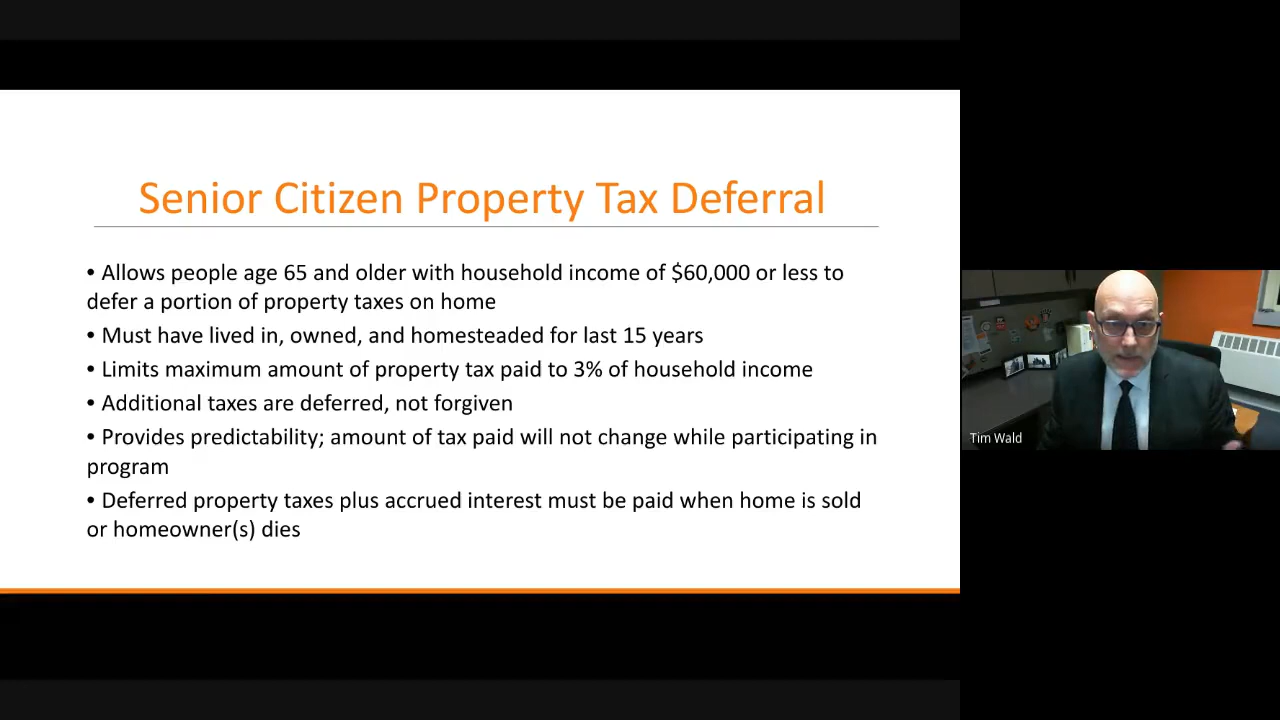 Senior Citizen Property Tax Deferral
• Allows people age 65 and older with household income of $60,000 or less to
defer a portion of property taxes on home
• Must have lived in, owned, and homesteaded for last 15 years
• Limits maximum amount of property tax paid to 3% of household income
• Additional taxes are deferred, not forgiven
• Provides predictability; amount of tax paid will not change while participating in
program
• Deferred property taxes plus accrued interest must be paid when home is sold
or homeowner(s) dies
Tim Wald